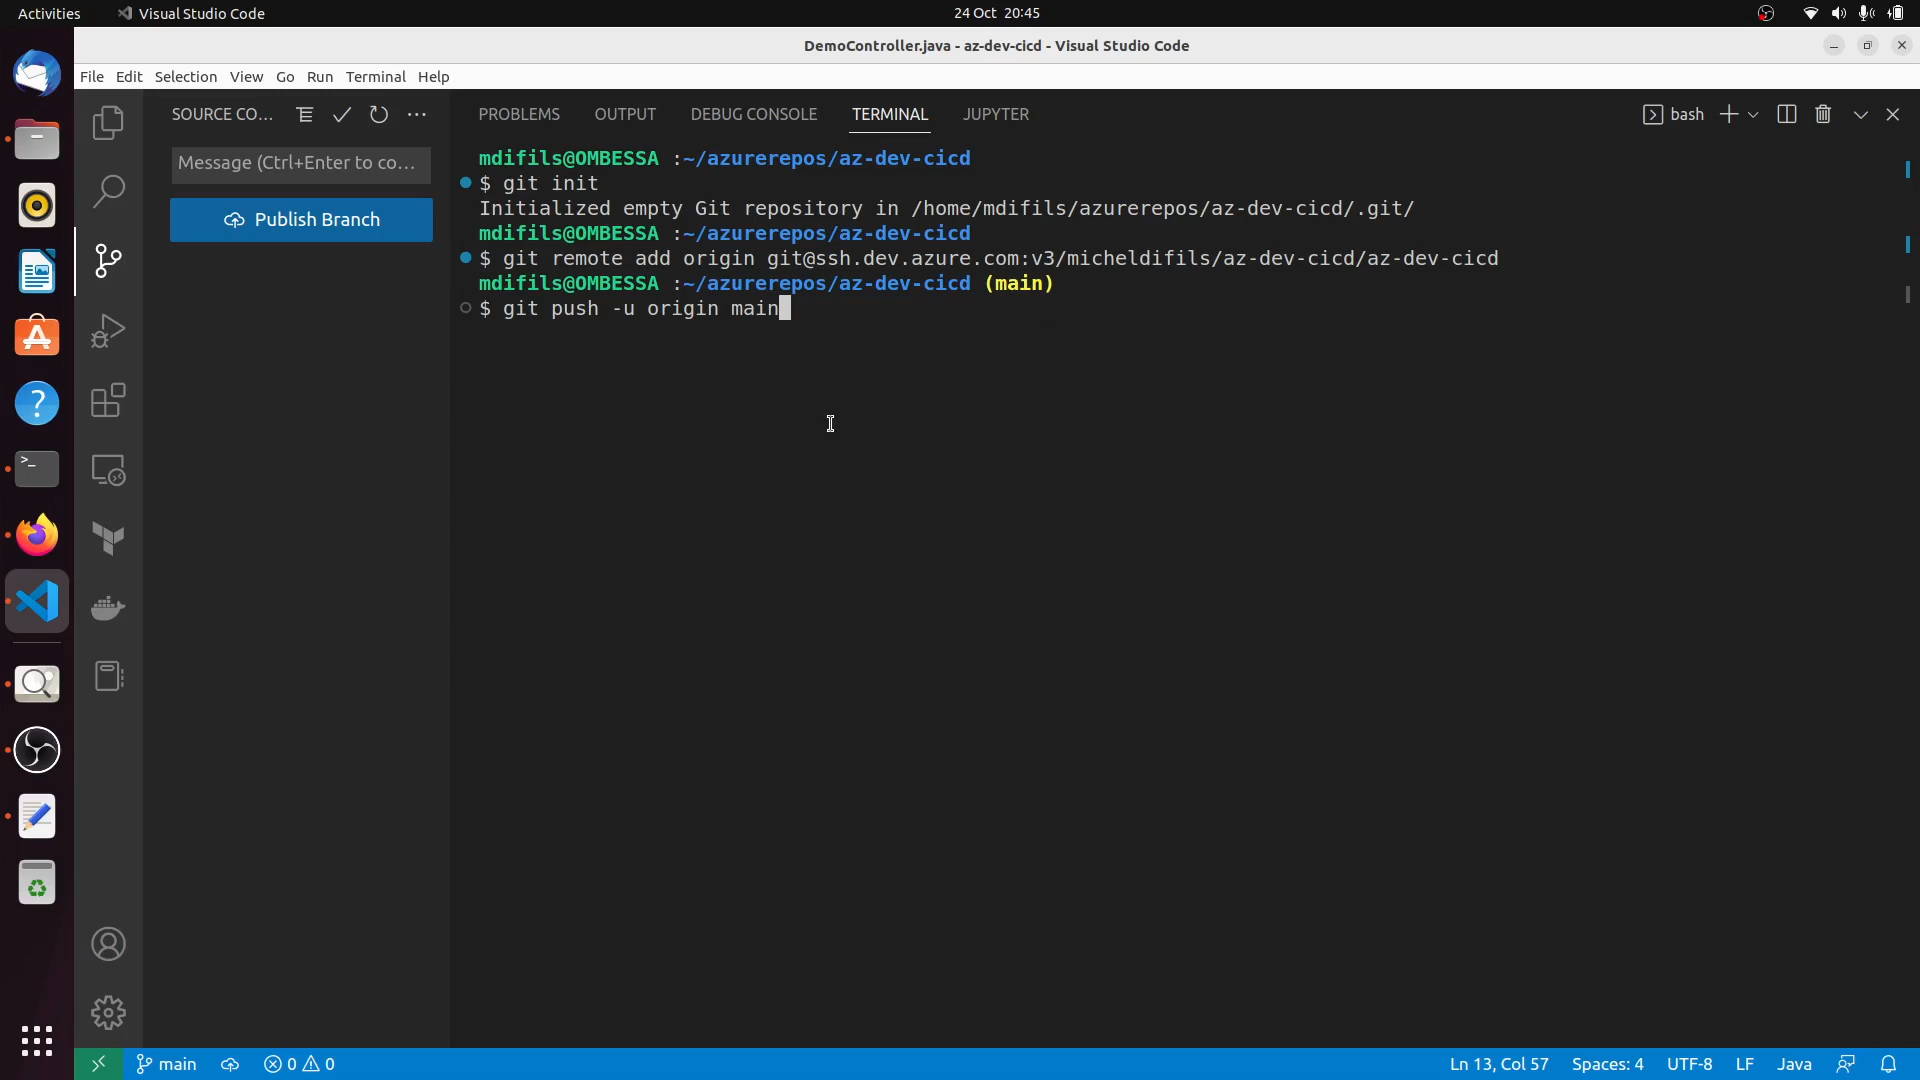 Activities Visual Studio Code 24 Oct 20:45
DemoController.java - az-dev-cicd - Visual Studio Code
File Edit Selection View Go Run Terminal Help
SOURCE CO...
PROBLEMS OUTPUT DEBUG CONSOLE TERMINAL JUPYTER bash
Message (Ctrl+Enter to co...
Publish Branch
mdifils@OMBESSA :~/azurerepos/az-dev-cicd
$ git init
Initialized empty Git repository in /home/mdifils/azurerepos/az-dev-cicd/.git/
mdifils@OMBESSA :~/azurerepos/az-dev-cicd
$ git remote add origin git@ssh.dev.azure.com:v3/micheldifils/az-dev-cicd/az-dev-cicd
mdifils@OMBESSA :~/azurerepos/az-dev-cicd (main)
$ git push -u origin main
main 0 0 Ln 13, Col 57 Spaces: 4 UTF-8 LF Java